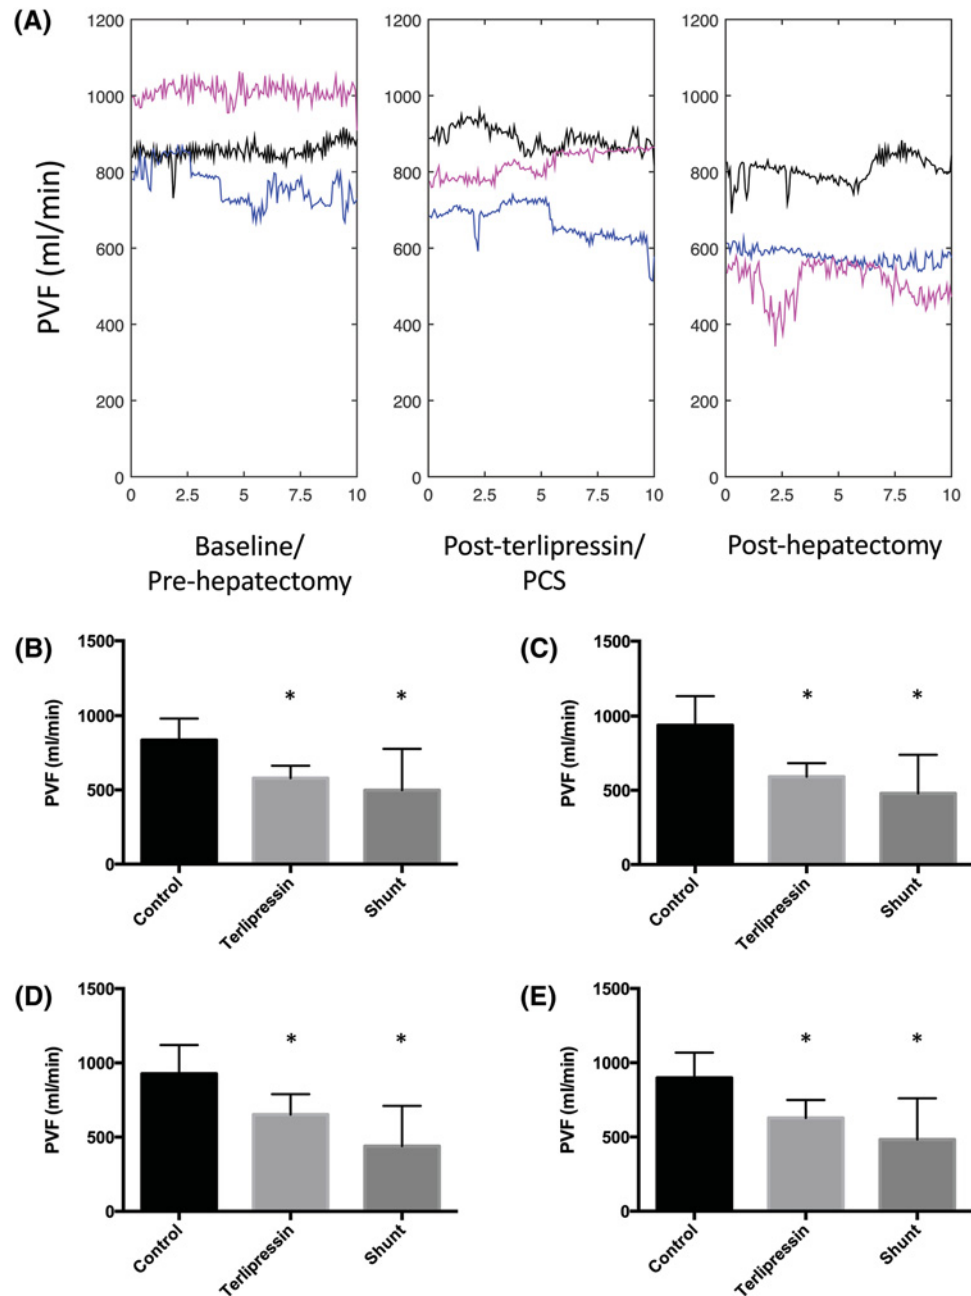 (A)
PVF (ml/min)
1200
1000
800
600
400
200
0
0 2.5 5 7.5 10
1200
1000
800
600
400
200
0
0 2.5 5 7.5 10
1200
1000
800
600
400
200
0
0 2.5 5 7.5 10
Baseline/
Pre-hepatectomy
Post-terlipressin/
PCS
Post-hepatectomy
(B)
PVF (ml/min)
1500
1000
500
0
* *
Control
Terlipressin
Shunt
(C)
PVF (ml/min)
1500
1000
500
0
* *
Control
Terlipressin
Shunt
(D)
PVF (ml/min)
1500
1000
500
0
* *
Control
Terlipressin
Shunt
(E)
PVF (ml/min)
1500
1000
500
0
* *
Control
Terlipressin
Shunt